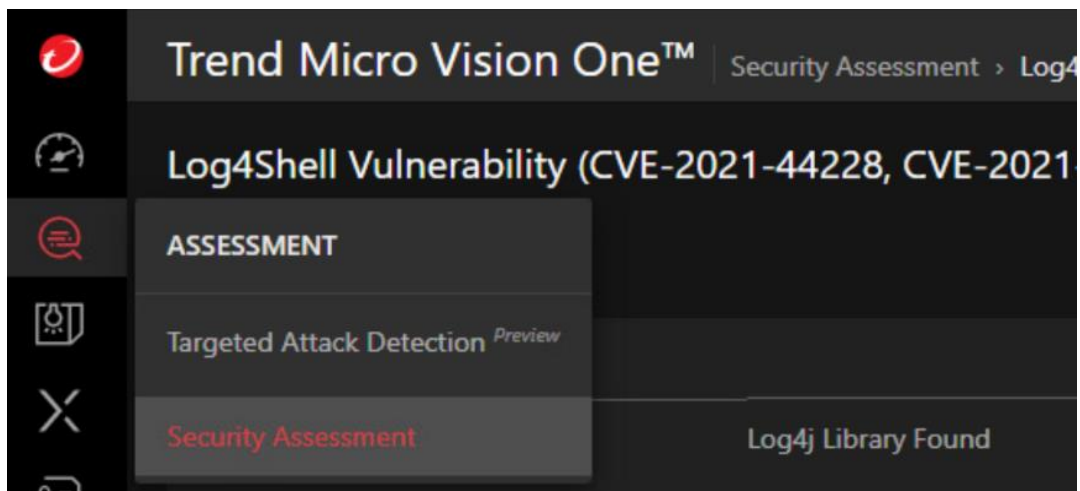 Trend Micro Vision One™ Security Assessment › Log4
Log4Shell Vulnerability (CVE-2021-44228, CVE-2021-
ASSESSMENT
Targeted Attack Detection Preview
Security Assessment
Log4j Library Found